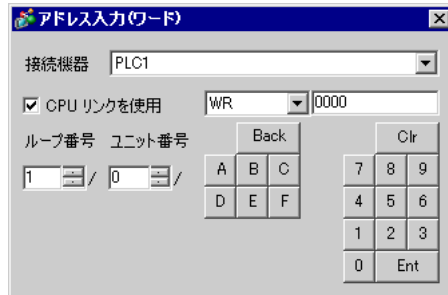 アドレス入力(ワード)
接続機器 PLC1
CPU リンクを使用 WR 0000
ループ番号 ユニット番号 Back Clr
1 / 0 / A B C 7 8 9
D E F 4 5 6
1 2 3
0 Ent